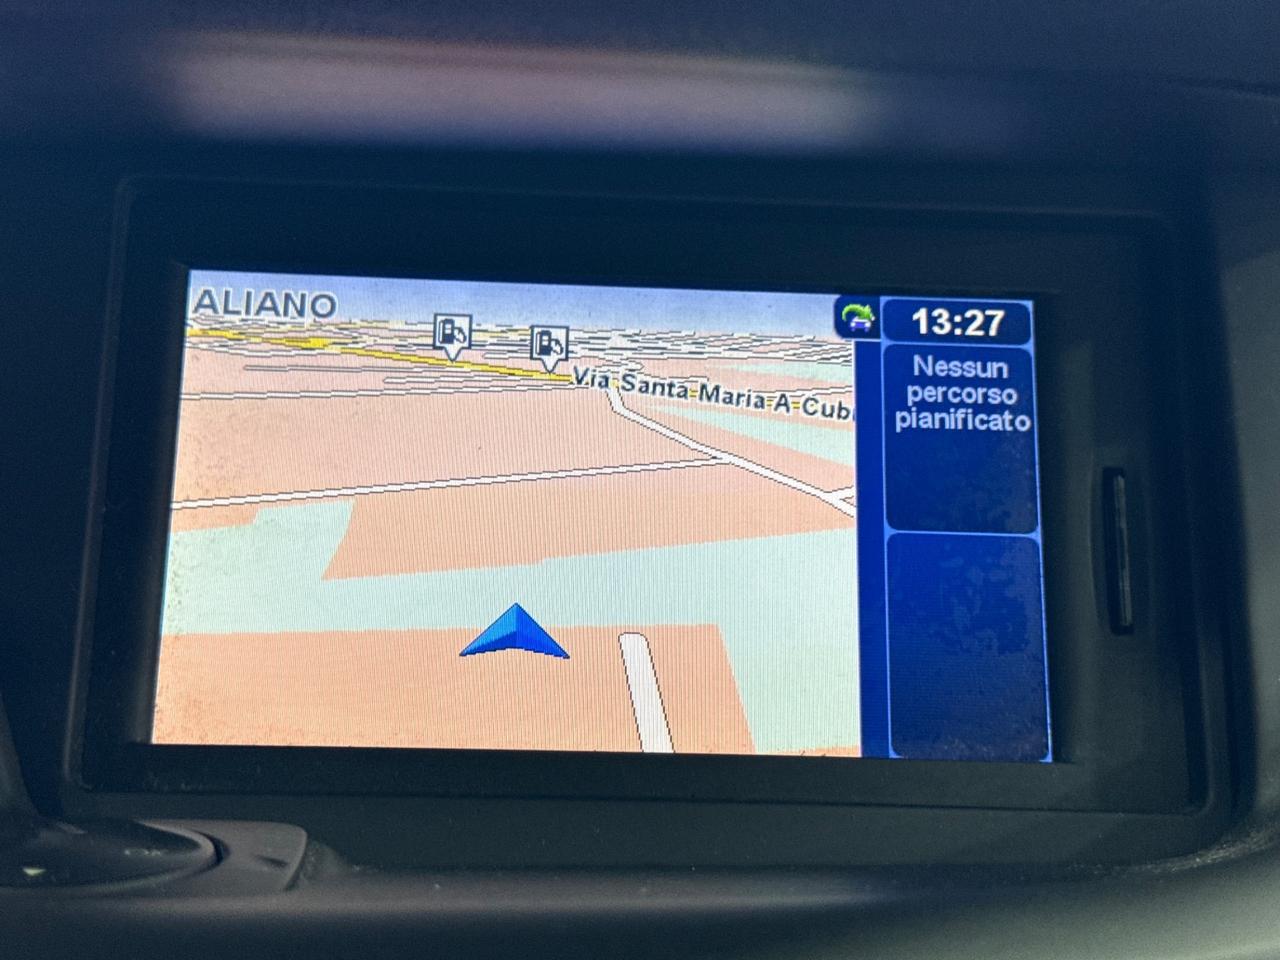 ALIANO
13:27
Nessun
percorso
pianificato
Via Santa Maria A Cub